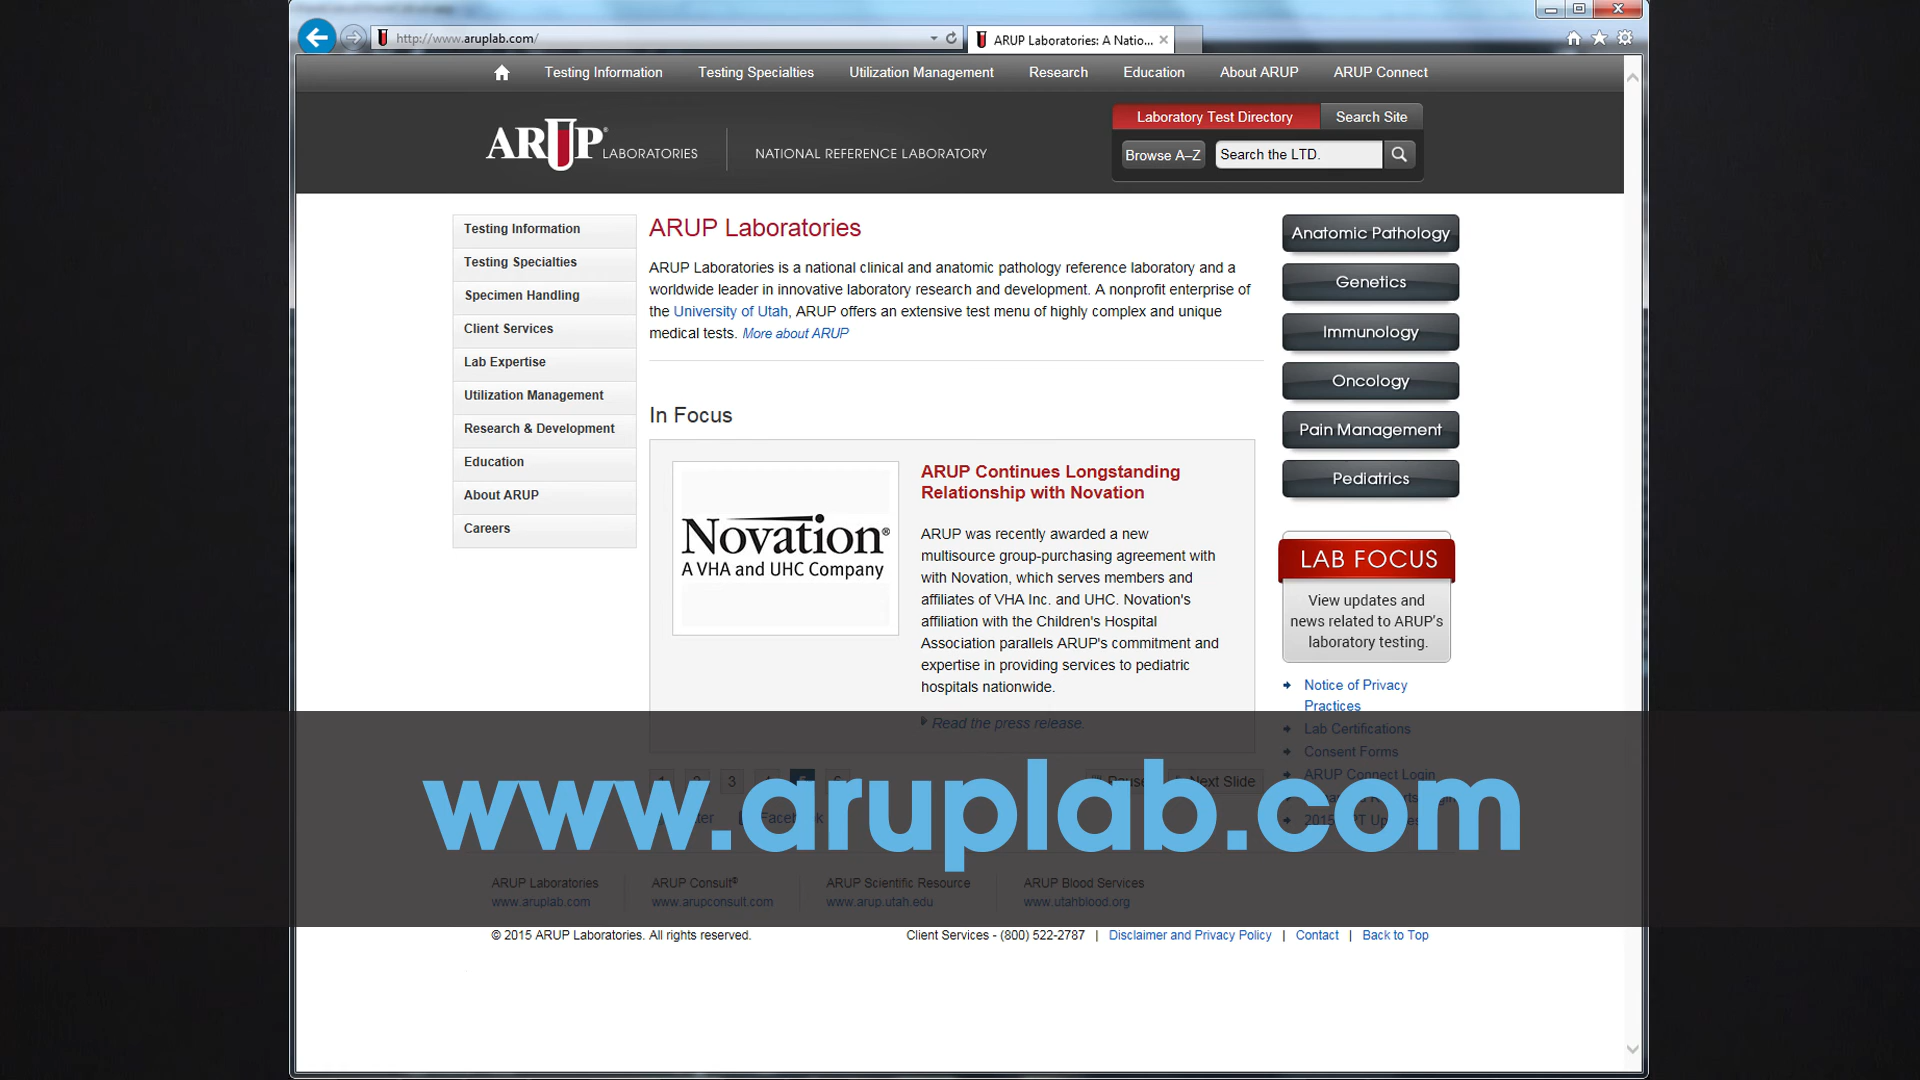 http://www.aruplab.com/
ARUP Laboratories: A Natio...
Testing Information Testing Specialties Utilization Management Research Education About ARUP ARUP Connect
ARUP® LABORATORIES
NATIONAL REFERENCE LABORATORY
Laboratory Test Directory Search Site
Browse A–Z Search the LTD.
Testing Information
Testing Specialties
Specimen Handling
Client Services
Lab Expertise
Utilization Management
Research & Development
Education
About ARUP
Careers
ARUP Laboratories
ARUP Laboratories is a national clinical and anatomic pathology reference laboratory and a
worldwide leader in innovative laboratory research and development. A nonprofit enterprise of
the University of Utah, ARUP offers an extensive test menu of highly complex and unique
medical tests. More about ARUP
In Focus
Novation®
A VHA and UHC Company
ARUP Continues Longstanding
Relationship with Novation
ARUP was recently awarded a new
multisource group-purchasing agreement with
with Novation, which serves members and
affiliates of VHA Inc. and UHC. Novation's
affiliation with the Children's Hospital
Association parallels ARUP's commitment and
expertise in providing services to pediatric
hospitals nationwide.
Read the press release.
3 Next Slide
Anatomic Pathology
Genetics
Immunology
Oncology
Pain Management
Pediatrics
LAB FOCUS
View updates and
news related to ARUP's
laboratory testing.
Notice of Privacy
Practices
Lab Certifications
Consent Forms
ARUP Connect Login
www.aruplab.com
ARUP Laboratories ARUP Consult® ARUP Scientific Resource ARUP Blood Services
www.aruplab.com www.arupconsult.com www.arup.utah.edu www.utahblood.org
© 2015 ARUP Laboratories. All rights reserved. Client Services - (800) 522-2787 | Disclaimer and Privacy Policy | Contact | Back to Top